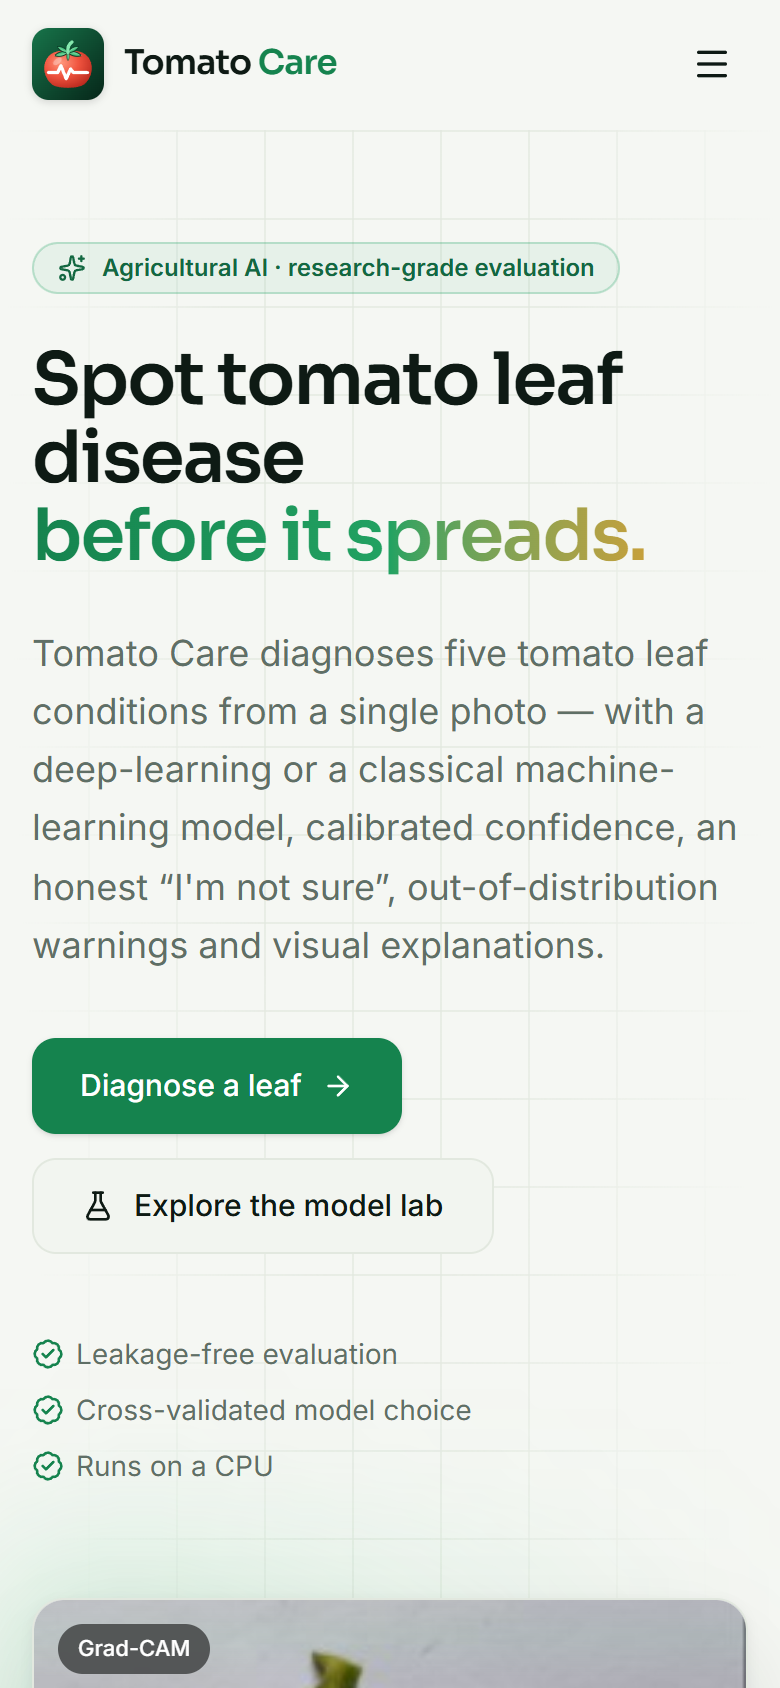 Tomato Care
Agricultural AI · research-grade evaluation
Spot tomato leaf
disease
before it spreads.
Tomato Care diagnoses five tomato leaf
conditions from a single photo — with a
deep-learning or a classical machine-
learning model, calibrated confidence, an
honest “I'm not sure”, out-of-distribution
warnings and visual explanations.
Diagnose a leaf →
Explore the model lab
Leakage-free evaluation
Cross-validated model choice
Runs on a CPU
Grad-CAM